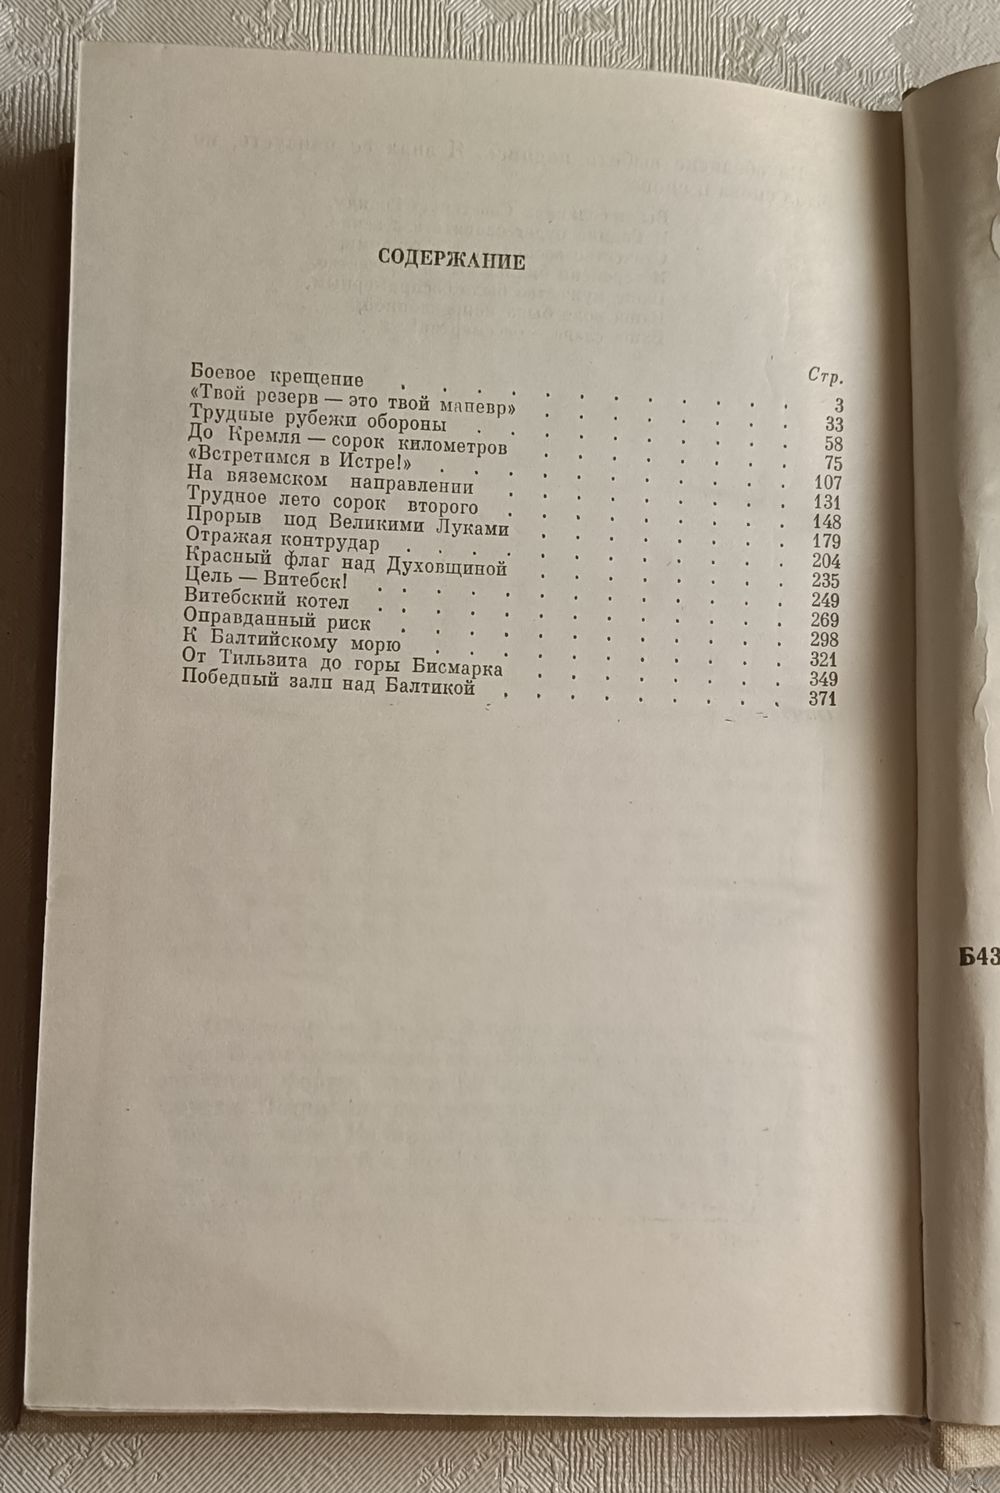 СОДЕРЖАНИЕ
Стр.
Боевое крещение . . . . . . . . . . . . 3
«Твой резерв — это твой маневр» . . . . . . . . 33
Трудные рубежи обороны . . . . . . . . . . 58
До Кремля — сорок километров . . . . . . . . 75
«Встретимся в Истре!» . . . . . . . . . . . 107
На вяземском направлении . . . . . . . . . 131
Трудное лето сорок второго . . . . . . . . . 148
Прорыв под Великими Луками . . . . . . . . 179
Отражая контрудар . . . . . . . . . . . . 204
Красный флаг над Духовщиной . . . . . . . . 235
Цель — Витебск! . . . . . . . . . . . . . 249
Витебский котел . . . . . . . . . . . . . 269
Оправданный риск . . . . . . . . . . . . 298
К Балтийскому морю . . . . . . . . . . . 321
От Тильзита до горы Бисмарка . . . . . . . . 349
Победный залп над Балтикой . . . . . . . . . 371
Б43